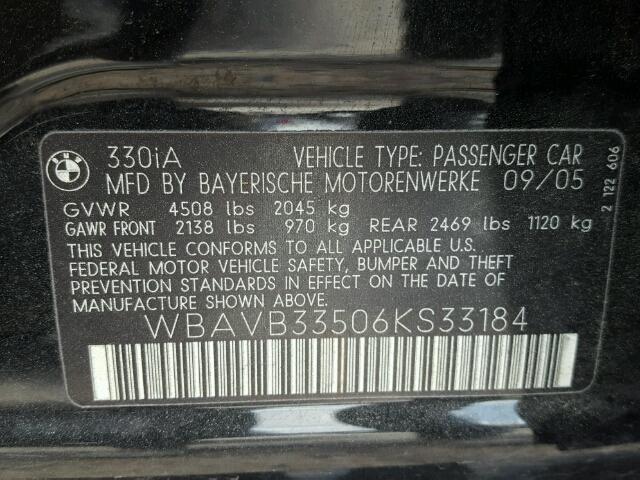 BMW
330iA VEHICLE TYPE: PASSENGER CAR
MFD BY BAYERISCHE MOTORENWERKE 09/05
GVWR 4508 lbs 2045 kg
GAWR FRONT 2138 lbs 970 kg REAR 2469 lbs 1120 kg
THIS VEHICLE CONFORMS TO ALL APPLICABLE U.S.
FEDERAL MOTOR VEHICLE SAFETY, BUMPER AND THEFT
PREVENTION STANDARDS IN EFFECT ON THE DATE OF
MANUFACTURE SHOWN ABOVE.
WBAVB33506KS33184
2 122 606